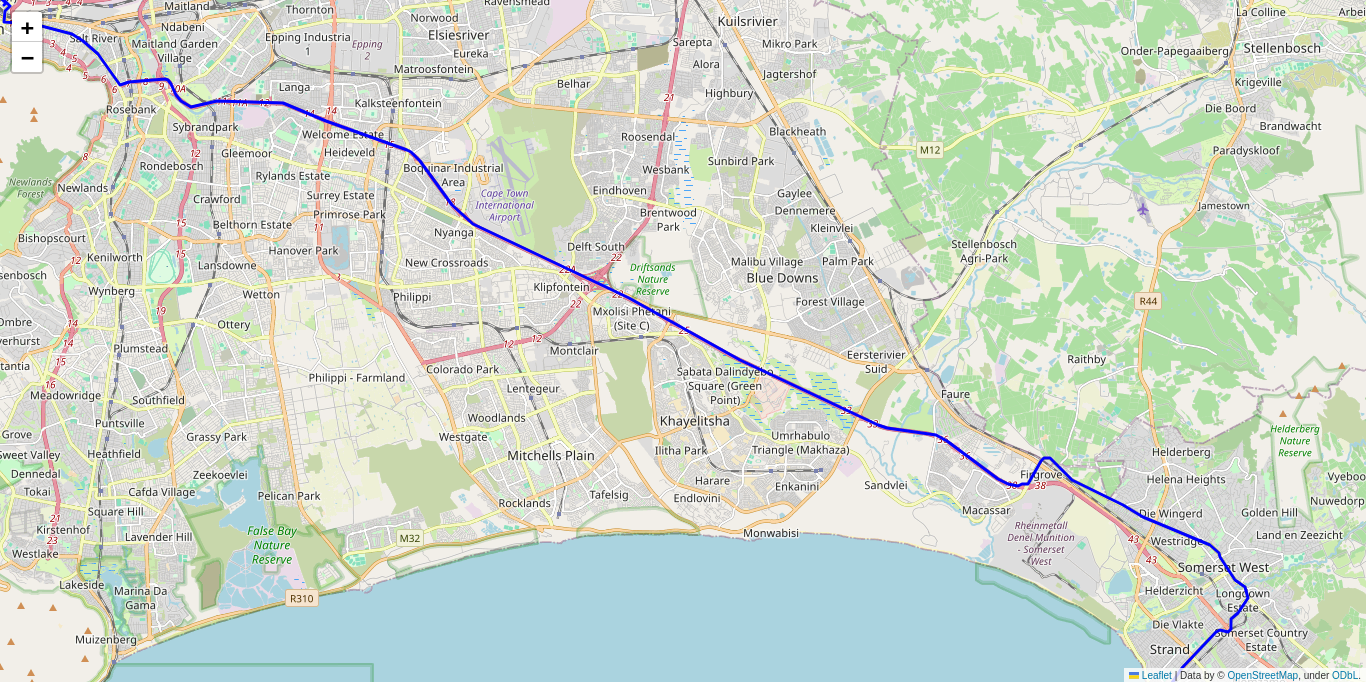 Maitland
Thornton
Ravensmead
Norwood
Kuilsrivier
La Colline
Ndabeni
Elsiesriver
Salt River
Maitland Garden
Village
Epping Industria
1
Epping
2
Eureka
Sarepta
Mikro Park
Onder-Papegaaiberg
Stellenbosch
Matroosfontein
Alora
Jagtershof
Krigeville
Langa
Belhar
Highbury
21
Kalksteenfontein
Die Boord
Rosebank
Sybrandpark
Welcome Estate
Roosendal
Blackheath
Brandwacht
Gleemoor
Heideveld
M12
Paradyskloof
Rondebosch
Boquinar Industrial
Area
Wesbank
Sunbird Park
Rylands Estate
Newlands
Forest
Newlands
Surrey Estate
Cape Town
International
Airport
Eindhoven
Gaylee
Crawford
Primrose Park
Brentwood
Park
Dennemere
Jamestown
Belthorn Estate
Nyanga
Kleinvlei
Bishopscourt
Hanover Park
Delft South
Stellenbosch
Agri-Park
Kenilworth
Lansdowne
New Crossroads
22
22A
Driftsands
- Nature
Reserve
Malibu Village
Palm Park
Blue Downs
Wynberg
Wetton
Philippi
Klipfontein
Forest Village
R44
Mxolisi Phetani
(Site C)
Ottery
Plumstead
Montclair
Eersterivier
Suid
Raithby
Colorado Park
Sabata Dalindyebo
Square (Green
Point)
Philippi - Farmland
Lentegeur
Meadowridge
Southfield
Faure
Puntsville
Woodlands
Khayelitsha
Grove
Grassy Park
Westgate
Umrhabulo
Triangle (Makhaza)
Helderberg
Nature
Reserve
Sweet Valley
Heathfield
Mitchells Plain
Ilitha Park
Helderberg
Dennedal
Zeekoevlei
Harare
Firgrove
Helena Heights
Tokai
Cafda Village
Pelican Park
Tafelsig
Enkanini
Sandvlei
Rocklands
Endlovini
Square Hill
Macassar
Die Wingerd
Golden Hill
Kirstenhof
False Bay
Nature
Reserve
M32
Monwabisi
Rheinmetall
Denel Munition
- Somerset
West
Westridge
Land en Zeezicht
Lavender Hill
Westlake
Somerset West
Lakeside
Marina Da
Gama
R310
Helderzicht
Longdown
Estate
Die Vlakte
Somerset Country
Estate
Muizenberg
Strand
+
−
Leaflet | Data by © OpenStreetMap, under ODbL.